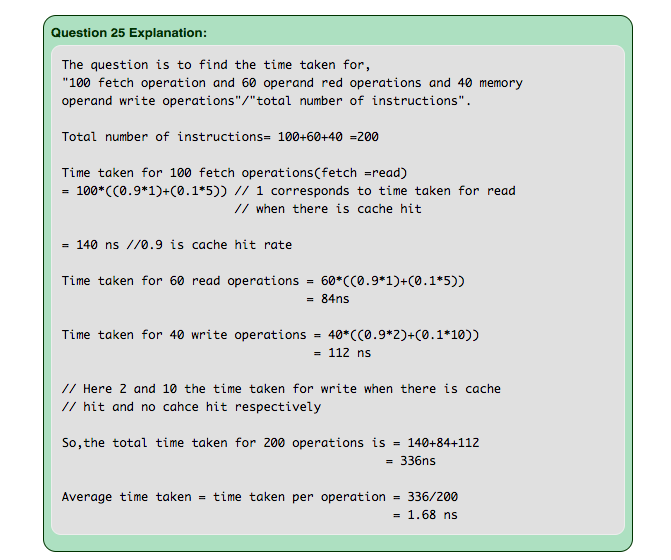 Question 25 Explanation:
The question is to find the time taken for,
"100 fetch operation and 60 operand red operations and 40 memory
operand write operations"/"total number of instructions".
Total number of instructions= 100+60+40 =200
Time taken for 100 fetch operations(fetch =read)
= 100*((0.9*1)+(0.1*5)) // 1 corresponds to time taken for read
// when there is cache hit
= 140 ns //0.9 is cache hit rate
Time taken for 60 read operations = 60*((0.9*1)+(0.1*5))
= 84ns
Time taken for 40 write operations = 40*((0.9*2)+(0.1*10))
= 112 ns
// Here 2 and 10 the time taken for write when there is cache
// hit and no cahce hit respectively
So,the total time taken for 200 operations is = 140+84+112
= 336ns
Average time taken = time taken per operation = 336/200
= 1.68 ns